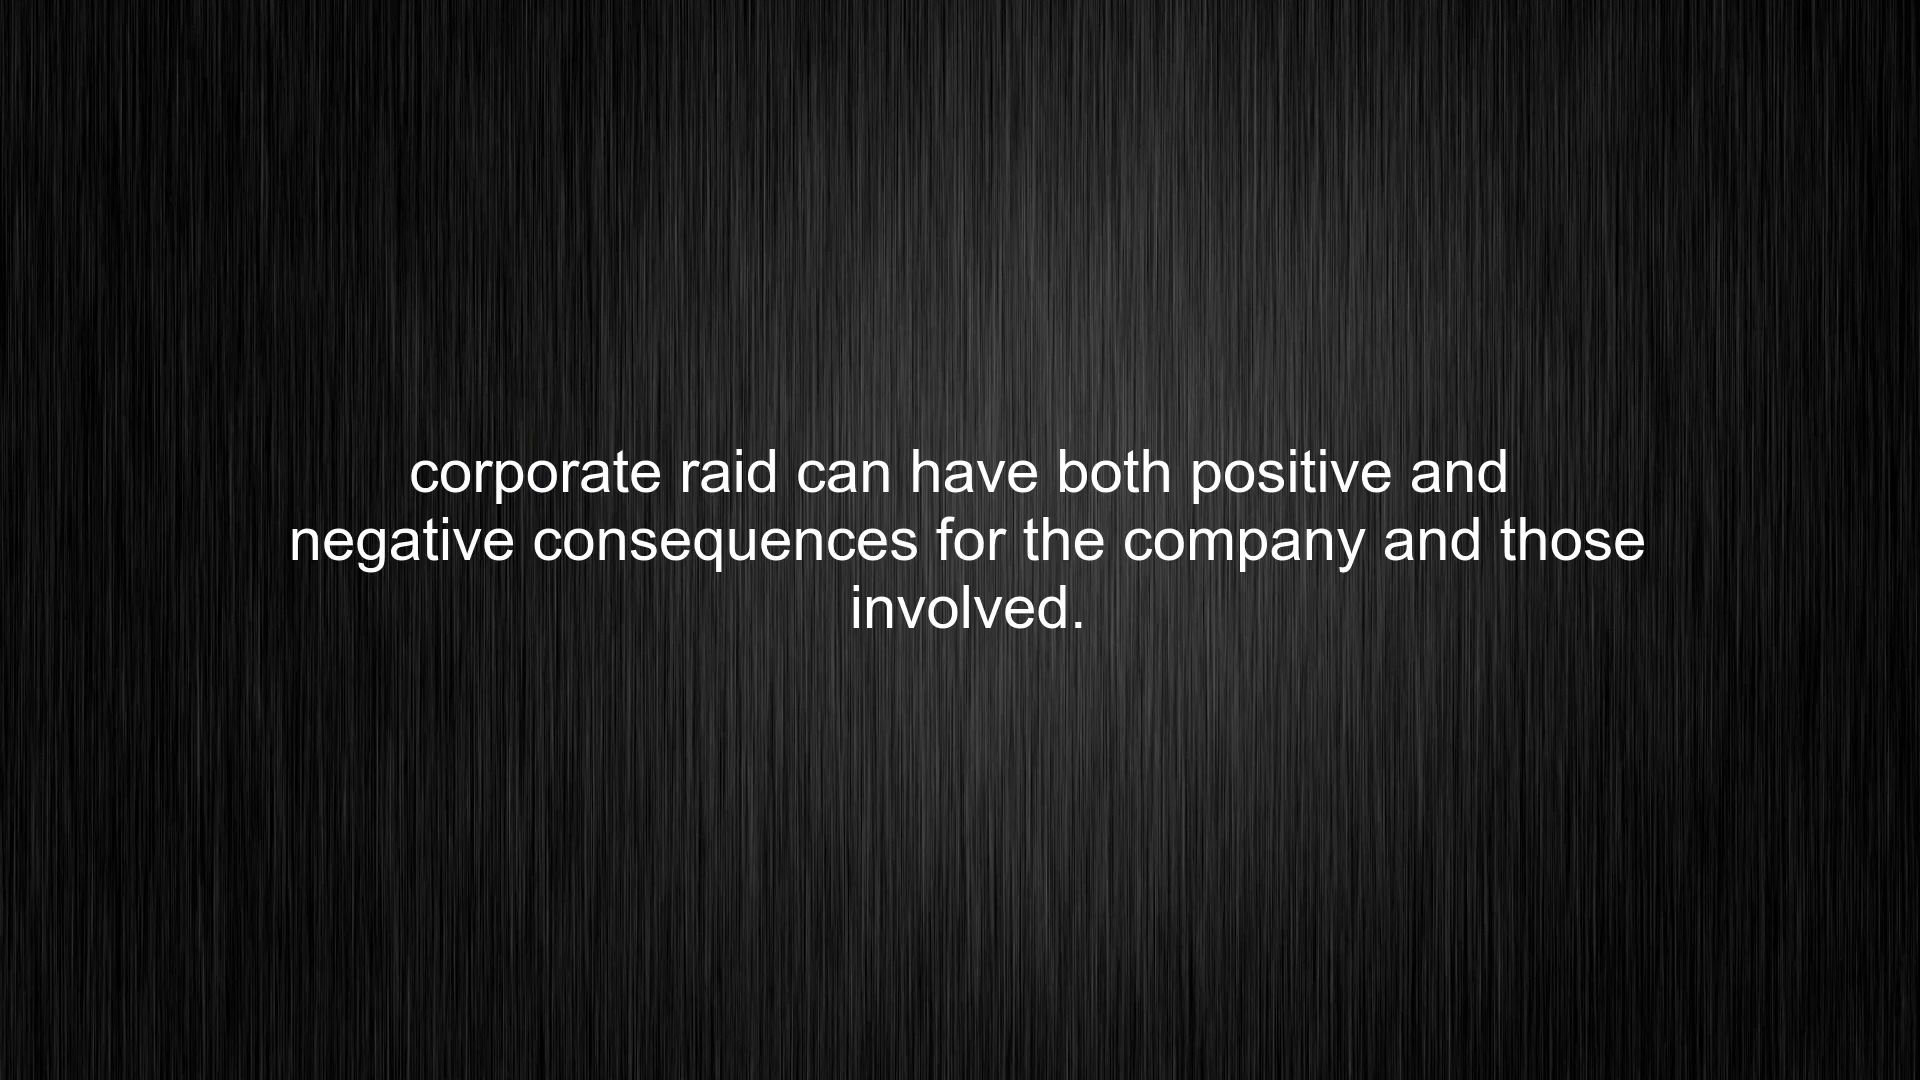 corporate raid can have both positive and
negative consequences for the company and those
involved.